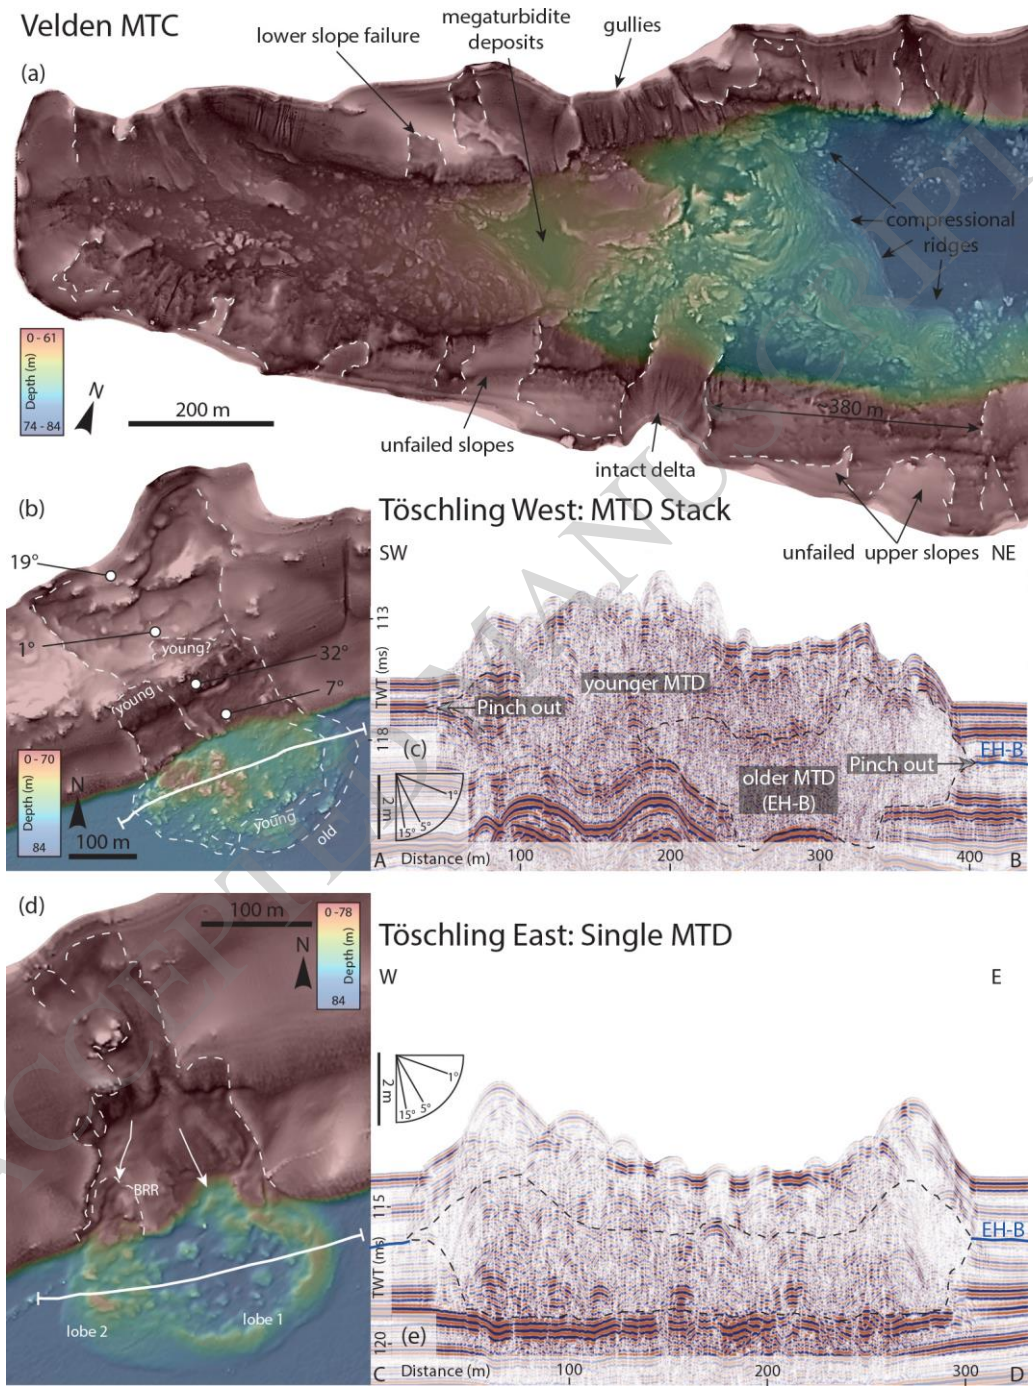 Velden MTC
(a)
lower slope failure
megaturbidite
deposits
gullies
compressional
ridges
0 - 61
Depth (m)
74 - 84
N
200 m
~380 m
unfailed slopes
intact delta
unfailed upper slopes
(b)
19°
1°
32°
7°
young?
young
young
old
0 - 70
Depth (m)
84
N
100 m
Töschling West: MTD Stack
SW
NE
113
TWT (ms)
118
younger MTD
Pinch out
(c)
older MTD
(EH-B)
Pinch out
EH-B
2 m
1°
5°
15°
A
Distance (m)
100
200
300
400
B
(d)
100 m
N
0 -78
Depth (m)
84
BRR
lobe 2
lobe 1
Töschling East: Single MTD
W
E
2 m
1°
5°
15°
115
TWT (ms)
120
EH-B
(e)
C
Distance (m)
100
200
300
D
ACCEPTED MANUSCRIPT